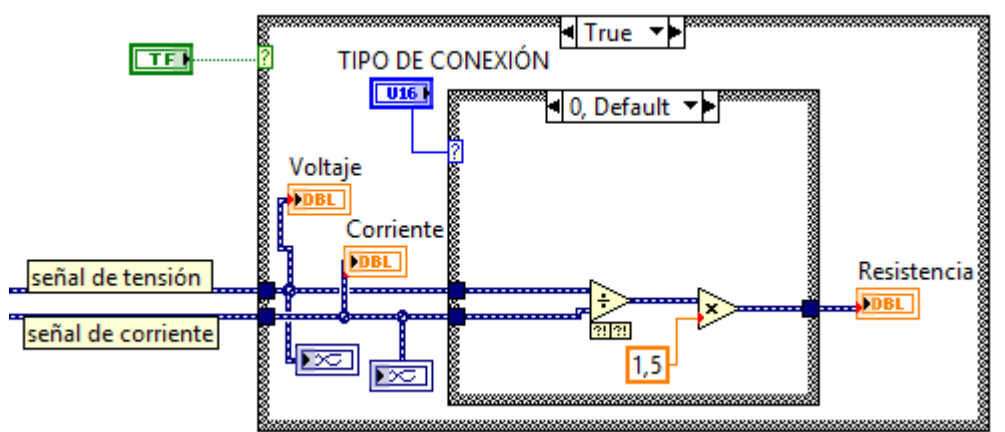 True
TF
TIPO DE CONEXIÓN
U16
0, Default
?
?
Voltaje
DBL
Corriente
DBL
señal de tensión
señal de corriente
Resistencia
DBL
÷
×
?! ?!
1,5